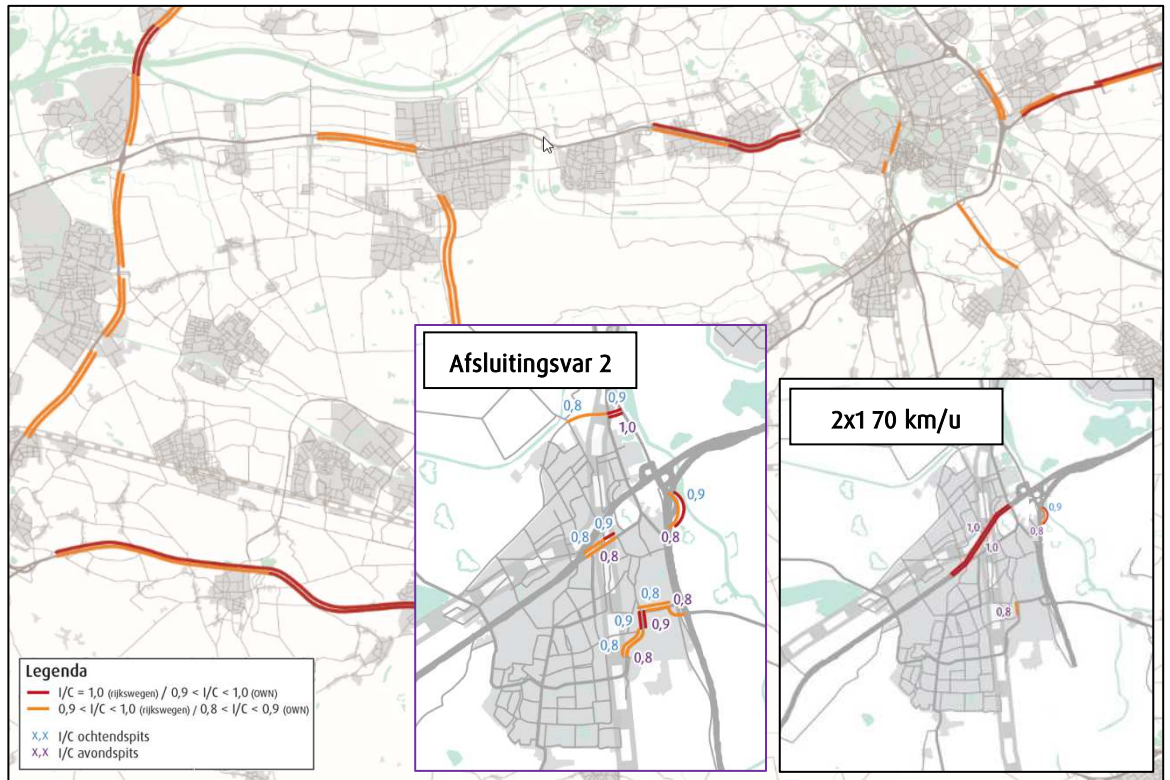 Afsluitingsvar 2
0,8
0,9
1,0
0,9
0,8
0,9
0,8
0,8
0,8
0,8
0,9
0,9
0,8
0,8
2x1 70 km/u
0,9
1,0
0,8
1,0
0,8
Legenda
I/C = 1,0 (rijkswegen) / 0,9 < I/C < 1,0 (OWN)
0,9 < I/C < 1,0 (rijkswegen) / 0,8 < I/C < 0,9 (OWN)
x,x I/C ochtendspits
x,x I/C avondspits